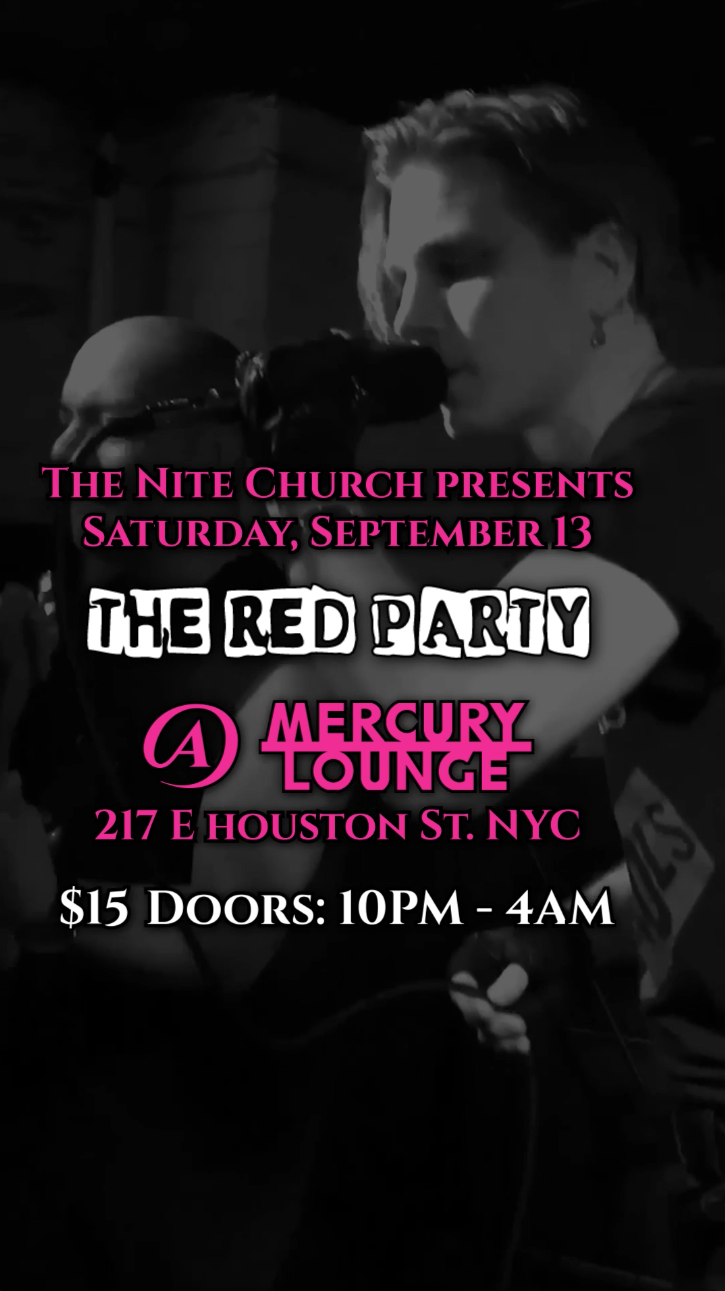 The Nite Church presents
Saturday, September 13
THE RED PARTY
@ MERCURY
LOUNGE
217 E Houston St. NYC
$15 Doors: 10PM - 4AM